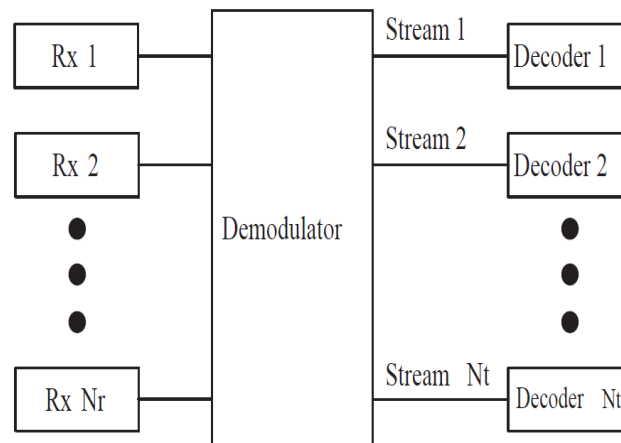 Rx 1
Stream 1
Decoder 1
Rx 2
Stream 2
Decoder 2
Demodulator
Rx Nr
Stream Nt
Decoder Nt